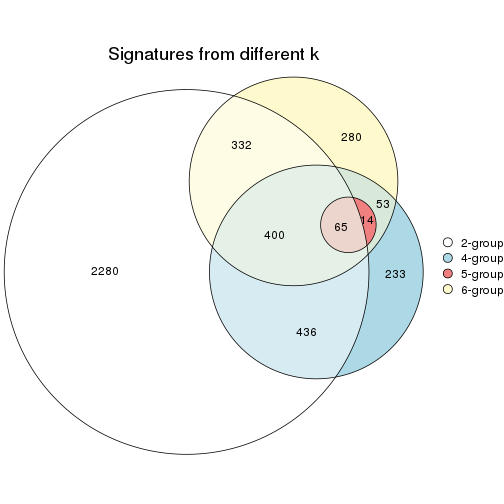 Signatures from different k
332
280
53
14
65
400
2280
233
436
2-group
4-group
5-group
6-group